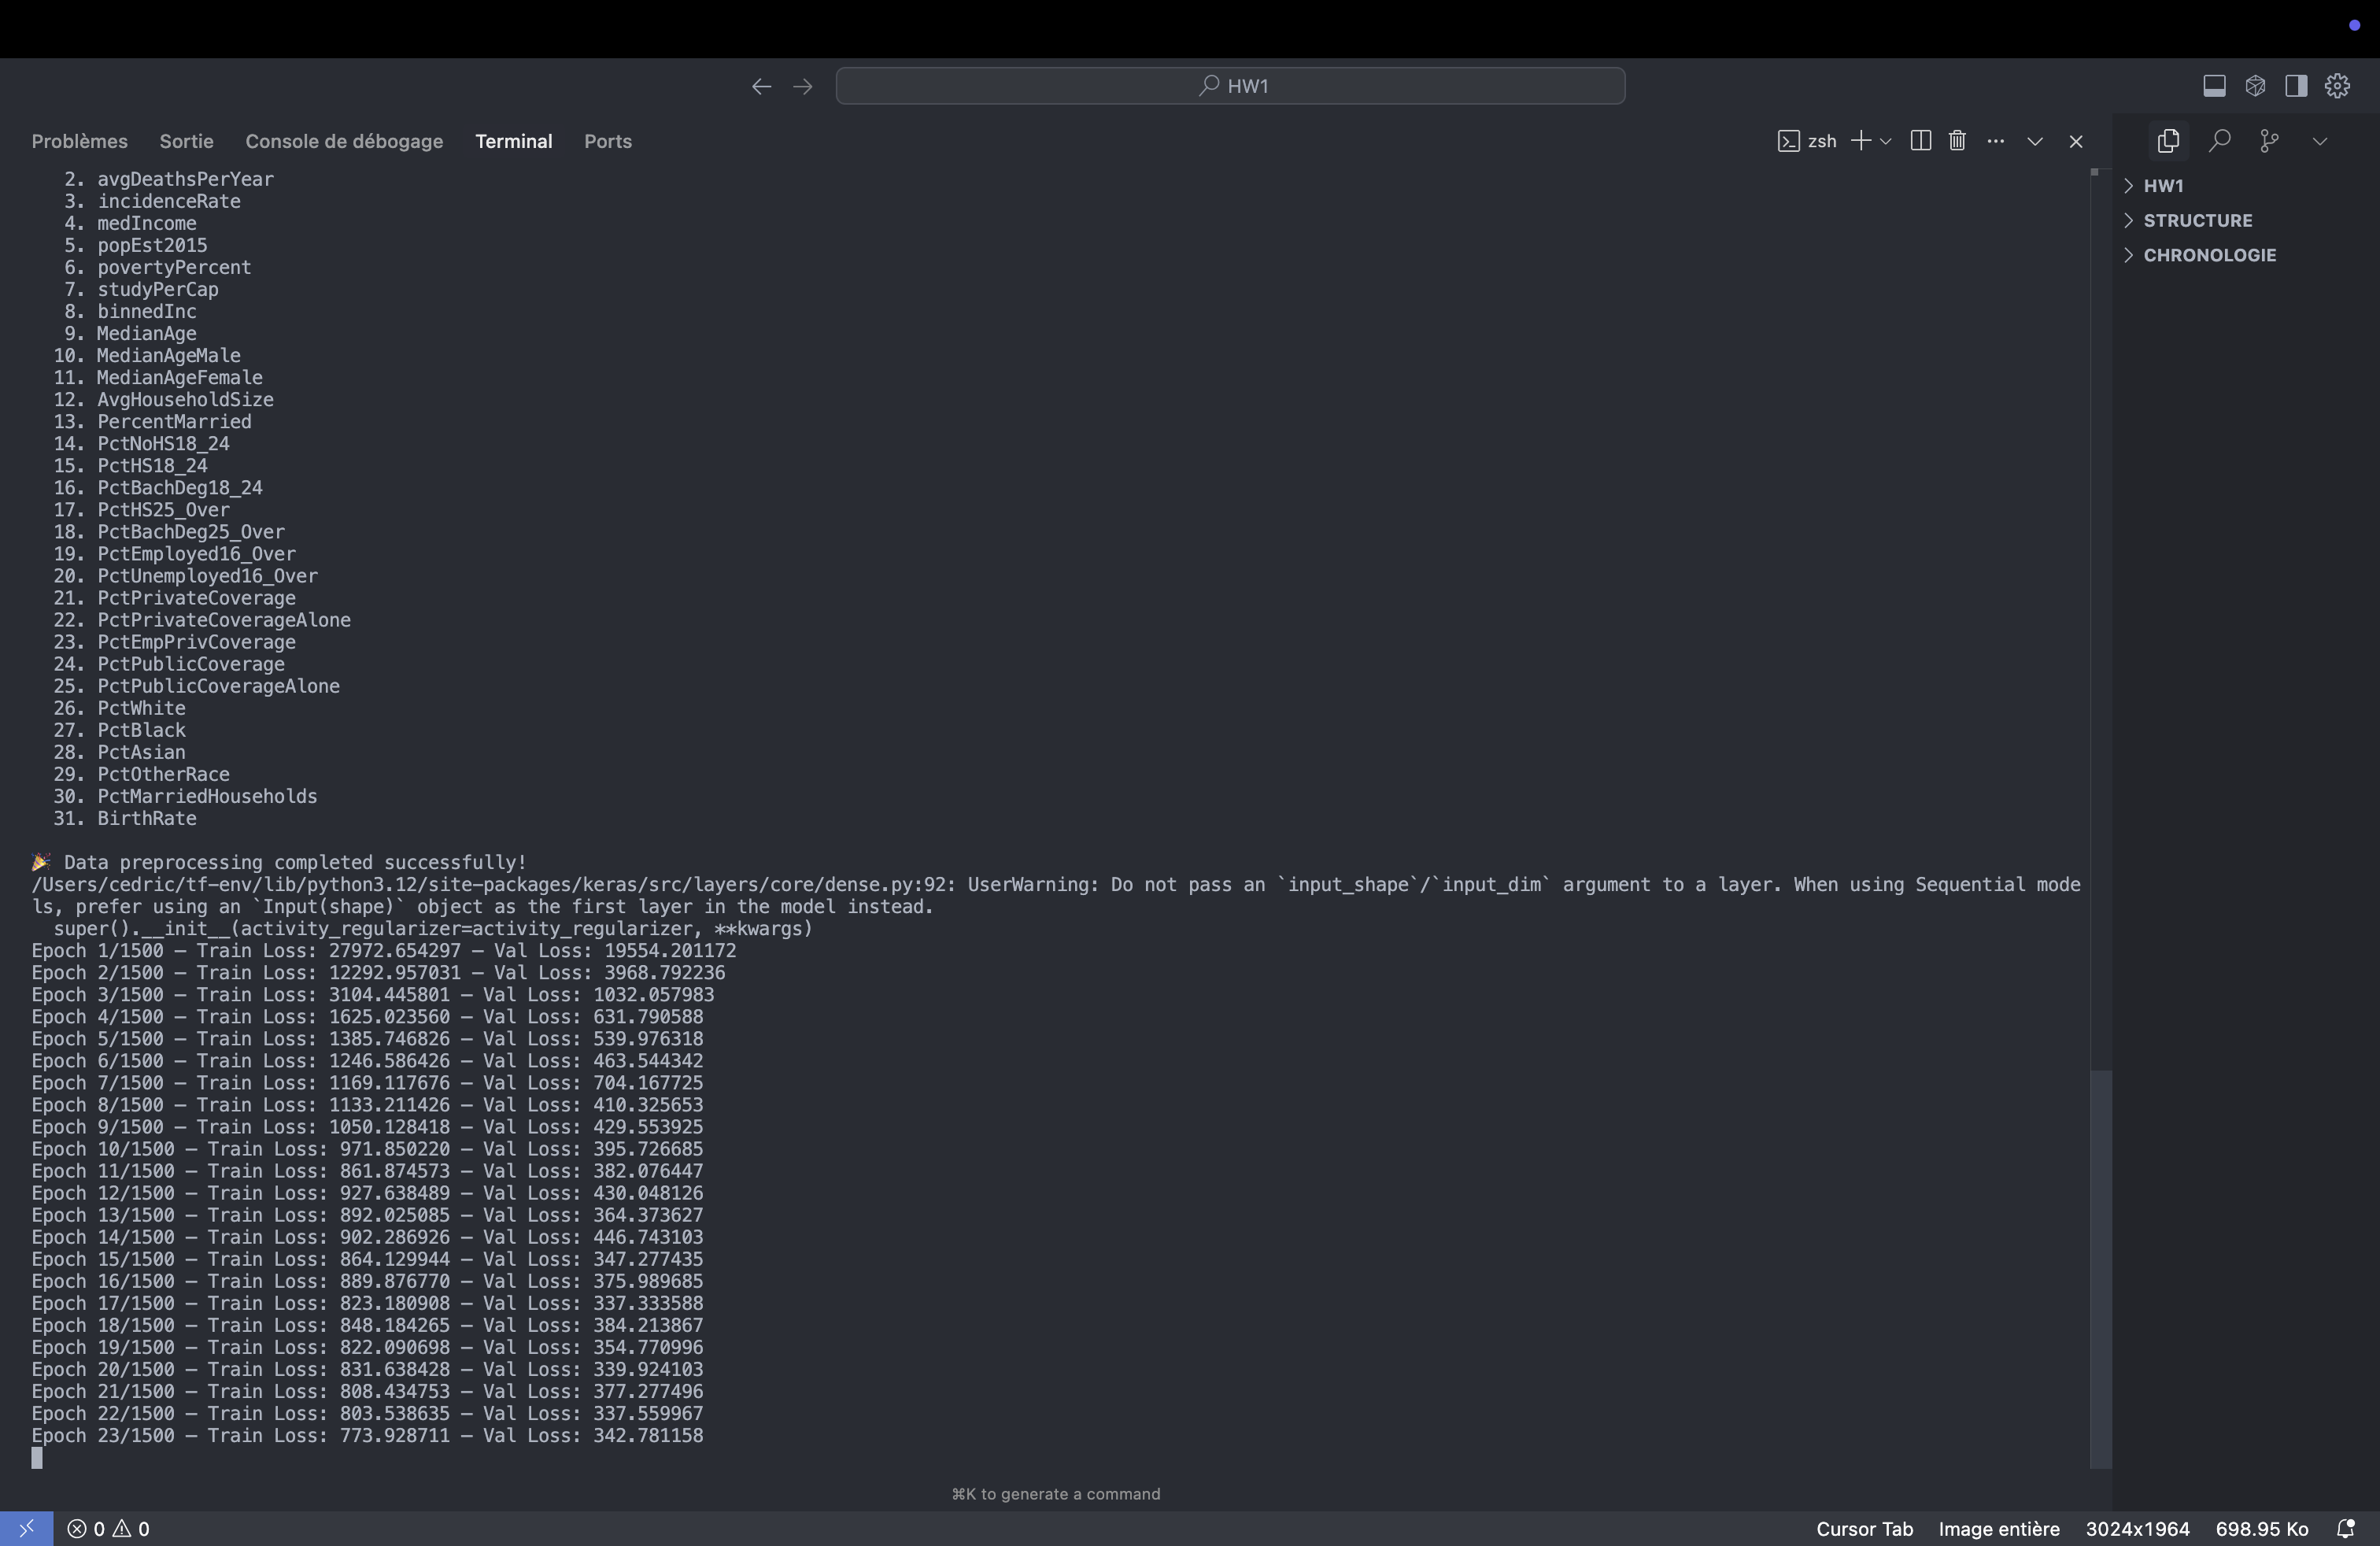 HW1
Problèmes Sortie Console de débogage Terminal Ports
zsh
2. avgDeathsPerYear
3. incidenceRate
4. medIncome
5. popEst2015
6. povertyPercent
7. studyPerCap
8. binnedInc
9. MedianAge
10. MedianAgeMale
11. MedianAgeFemale
12. AvgHouseholdSize
13. PercentMarried
14. PctNoHS18_24
15. PctHS18_24
16. PctBachDeg18_24
17. PctHS25_Over
18. PctBachDeg25_Over
19. PctEmployed16_Over
20. PctUnemployed16_Over
21. PctPrivateCoverage
22. PctPrivateCoverageAlone
23. PctEmpPrivCoverage
24. PctPublicCoverage
25. PctPublicCoverageAlone
26. PctWhite
27. PctBlack
28. PctAsian
29. PctOtherRace
30. PctMarriedHouseholds
31. BirthRate
🎉 Data preprocessing completed successfully!
/Users/cedric/tf-env/lib/python3.12/site-packages/keras/src/layers/core/dense.py:92: UserWarning: Do not pass an `input_shape`/`input_dim` argument to a layer. When using Sequential mode
ls, prefer using an `Input(shape)` object as the first layer in the model instead.
super().__init__(activity_regularizer=activity_regularizer, **kwargs)
Epoch 1/1500 — Train Loss: 27972.654297 — Val Loss: 19554.201172
Epoch 2/1500 — Train Loss: 12292.957031 — Val Loss: 3968.792236
Epoch 3/1500 — Train Loss: 3104.445801 — Val Loss: 1032.057983
Epoch 4/1500 — Train Loss: 1625.023560 — Val Loss: 631.790588
Epoch 5/1500 — Train Loss: 1385.746826 — Val Loss: 539.976318
Epoch 6/1500 — Train Loss: 1246.586426 — Val Loss: 463.544342
Epoch 7/1500 — Train Loss: 1169.117676 — Val Loss: 704.167725
Epoch 8/1500 — Train Loss: 1133.211426 — Val Loss: 410.325653
Epoch 9/1500 — Train Loss: 1050.128418 — Val Loss: 429.553925
Epoch 10/1500 — Train Loss: 971.850220 — Val Loss: 395.726685
Epoch 11/1500 — Train Loss: 861.874573 — Val Loss: 382.076447
Epoch 12/1500 — Train Loss: 927.638489 — Val Loss: 430.048126
Epoch 13/1500 — Train Loss: 892.025085 — Val Loss: 364.373627
Epoch 14/1500 — Train Loss: 902.286926 — Val Loss: 446.743103
Epoch 15/1500 — Train Loss: 864.129944 — Val Loss: 347.277435
Epoch 16/1500 — Train Loss: 889.876770 — Val Loss: 375.989685
Epoch 17/1500 — Train Loss: 823.180908 — Val Loss: 337.333588
Epoch 18/1500 — Train Loss: 848.184265 — Val Loss: 384.213867
Epoch 19/1500 — Train Loss: 822.090698 — Val Loss: 354.770996
Epoch 20/1500 — Train Loss: 831.638428 — Val Loss: 339.924103
Epoch 21/1500 — Train Loss: 808.434753 — Val Loss: 377.277496
Epoch 22/1500 — Train Loss: 803.538635 — Val Loss: 337.559967
Epoch 23/1500 — Train Loss: 773.928711 — Val Loss: 342.781158
⌘K to generate a command
HW1
STRUCTURE
CHRONOLOGIE
0 0
Cursor Tab Image entière 3024x1964 698.95 Ko